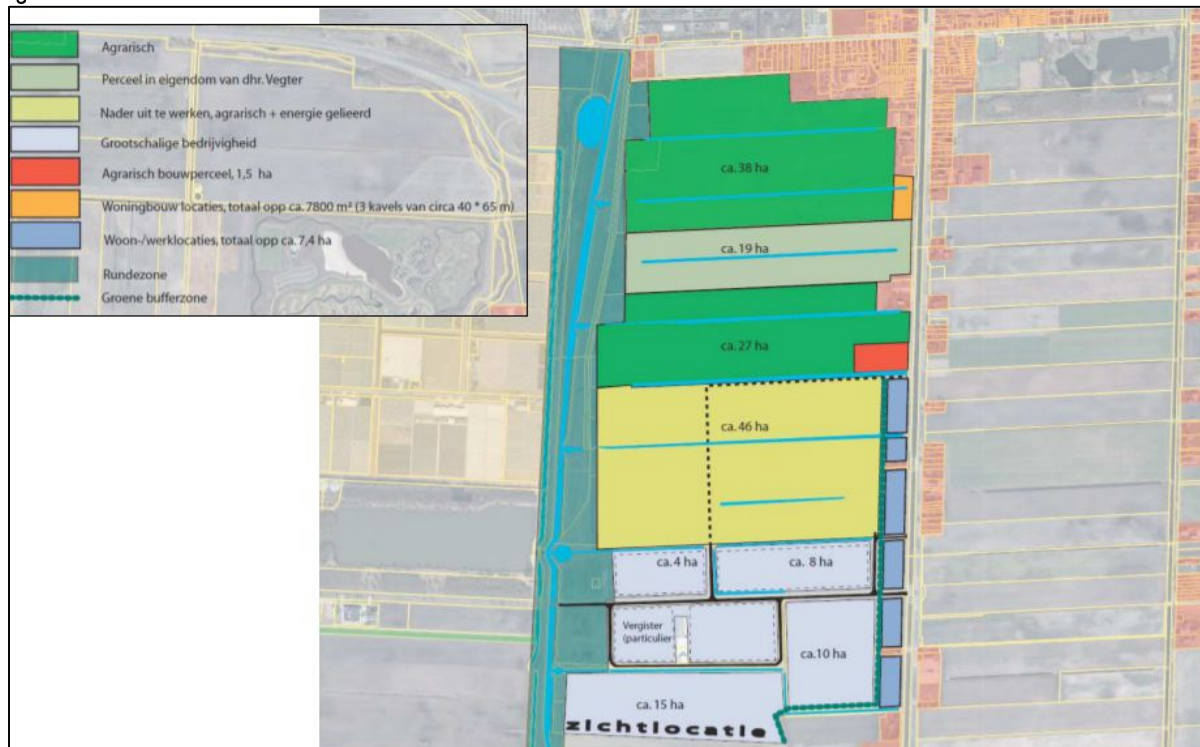 Agrarisch
Perceel in eigendom van dhr. Vegter
Nader uit te werken, agrarisch + energie gelieerd
Grootschalige bedrijvigheid
Agrarisch bouwperceel, 1,5 ha
Woningbouw locaties, totaal opp ca. 7800 m² (3 kavels van circa 40 * 65 m)
Woon-/werklocaties, totaal opp ca. 7,4 ha
Rundezone
Groene bufferzone
ca. 38 ha
ca. 19 ha
ca. 27 ha
ca. 46 ha
ca. 4 ha
ca. 8 ha
Vergister
(particulier
ca.10 ha
ca. 15 ha
zichtlocatie